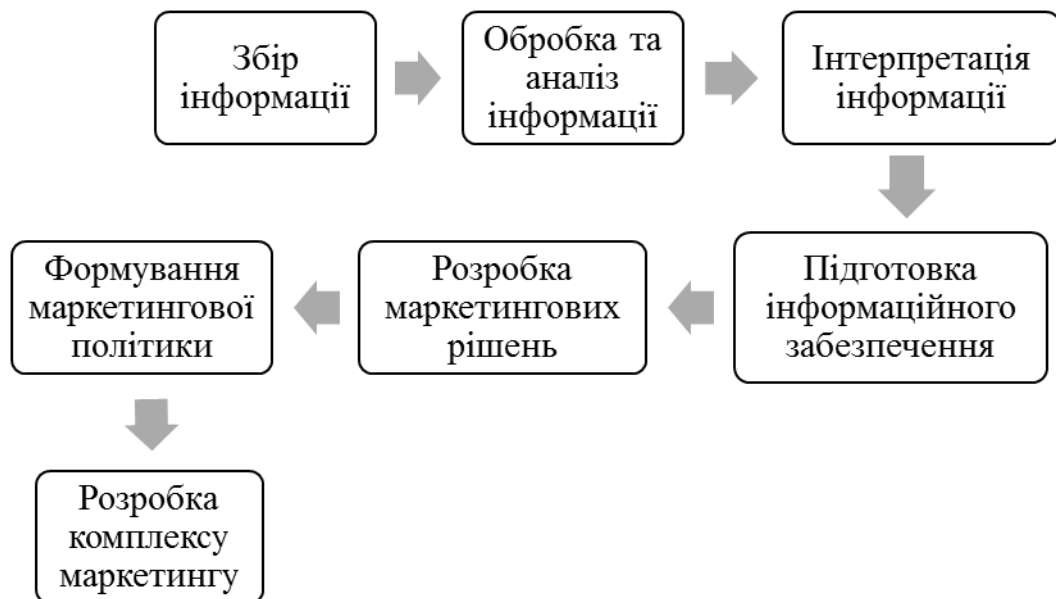 Збір
інформації
Обробка та
аналіз
інформації
Інтерпретація
інформації
Підготовка
інформаційного
забезпечення
Розробка
маркетингових
рішень
Формування
маркетингової
політики
Розробка
комплексу
маркетингу